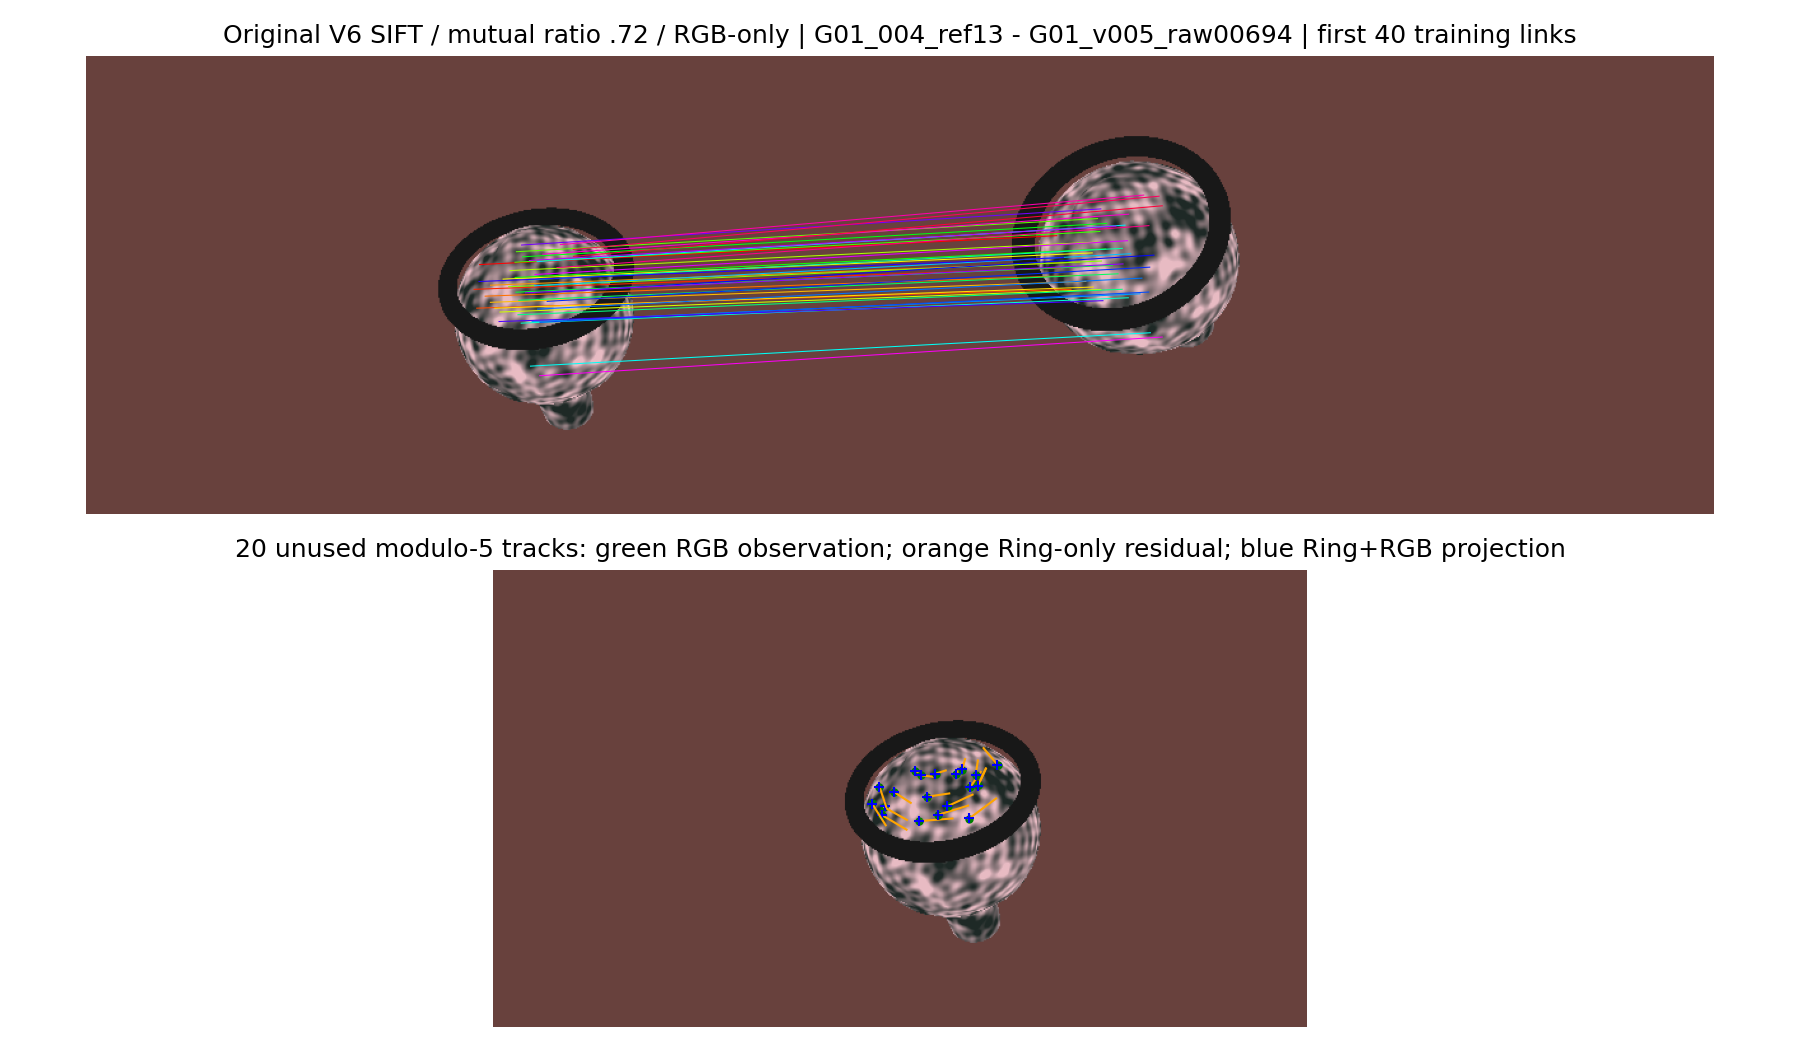 Original V6 SIFT / mutual ratio .72 / RGB-only | G01_004_ref13 - G01_v005_raw00694 | first 40 training links
20 unused modulo-5 tracks: green RGB observation; orange Ring-only residual; blue Ring+RGB projection